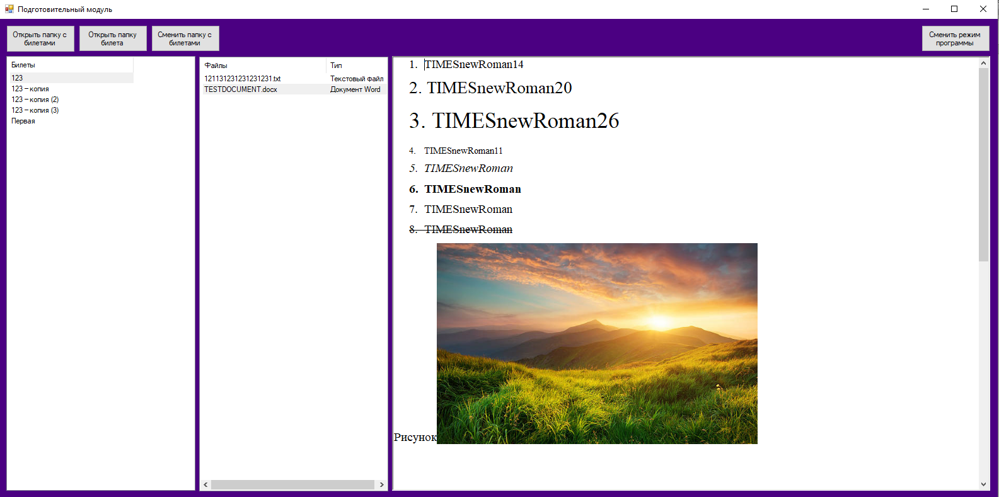 Подготовительный модуль
Открыть папку с
билетами
Открыть папку
билета
Сменить папку с
билетами
Сменить режим
программы
Билеты
123
123 – копия
123 – копия (2)
123 – копия (3)
Первая
Файлы Тип
121131231231231231.txt Текстовый файл
TESTDOCUMENT.docx Документ Word
1. TIMESnewRoman14
2. TIMESnewRoman20
3. TIMESnewRoman26
4. TIMESnewRoman11
5. TIMESnewRoman
6. TIMESnewRoman
7. TIMESnewRoman
8. TIMESnewRoman
Рисунок